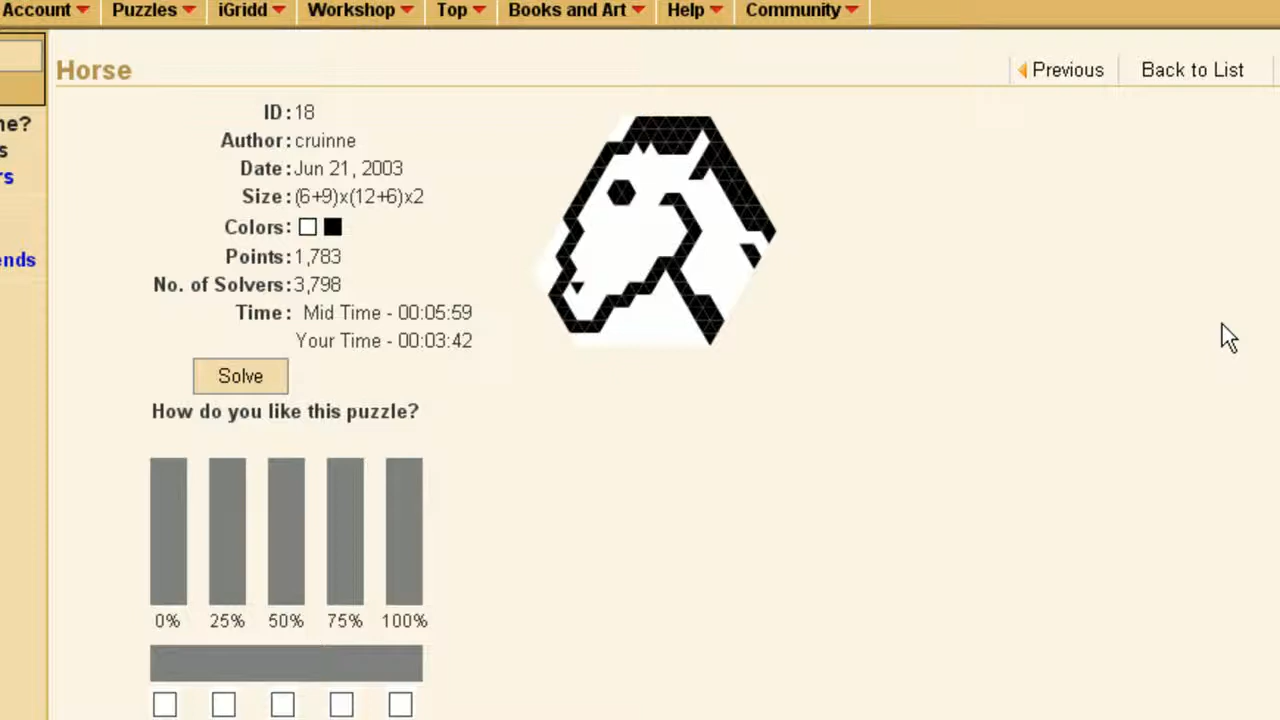 Account Puzzles iGridd Workshop Top Books and Art Help Community
Horse
Previous Back to List
ne?
s
rs
ends
ID: 18
Author: cruinne
Date: Jun 21, 2003
Size: (6+9)x(12+6)x2
Colors:
Points: 1,783
No. of Solvers: 3,798
Time: Mid Time - 00:05:59
Your Time - 00:03:42
Solve
How do you like this puzzle?
0% 25% 50% 75% 100%